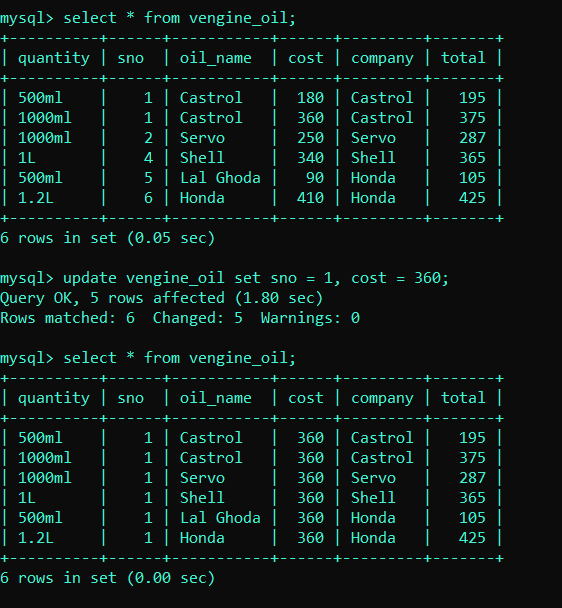 mysql> select * from vengine_oil;
+----------+------+-----------+------+---------+-------+
| quantity | sno  | oil_name  | cost | company | total |
+----------+------+-----------+------+---------+-------+
| 500ml    |    1 | Castrol   |  180 | Castrol |   195 |
| 1000ml   |    1 | Castrol   |  360 | Castrol |   375 |
| 1000ml   |    2 | Servo     |  250 | Servo   |   287 |
| 1L       |    4 | Shell     |  340 | Shell   |   365 |
| 500ml    |    5 | Lal Ghoda |   90 | Honda   |   105 |
| 1.2L     |    6 | Honda     |  410 | Honda   |   425 |
+----------+------+-----------+------+---------+-------+
6 rows in set (0.05 sec)

mysql> update vengine_oil set sno = 1, cost = 360;
Query OK, 5 rows affected (1.80 sec)
Rows matched: 6  Changed: 5  Warnings: 0

mysql> select * from vengine_oil;
+----------+------+-----------+------+---------+-------+
| quantity | sno  | oil_name  | cost | company | total |
+----------+------+-----------+------+---------+-------+
| 500ml    |    1 | Castrol   |  360 | Castrol |   195 |
| 1000ml   |    1 | Castrol   |  360 | Castrol |   375 |
| 1000ml   |    1 | Servo     |  360 | Servo   |   287 |
| 1L       |    1 | Shell     |  360 | Shell   |   365 |
| 500ml    |    1 | Lal Ghoda |  360 | Honda   |   105 |
| 1.2L     |    1 | Honda     |  360 | Honda   |   425 |
+----------+------+-----------+------+---------+-------+
6 rows in set (0.00 sec)